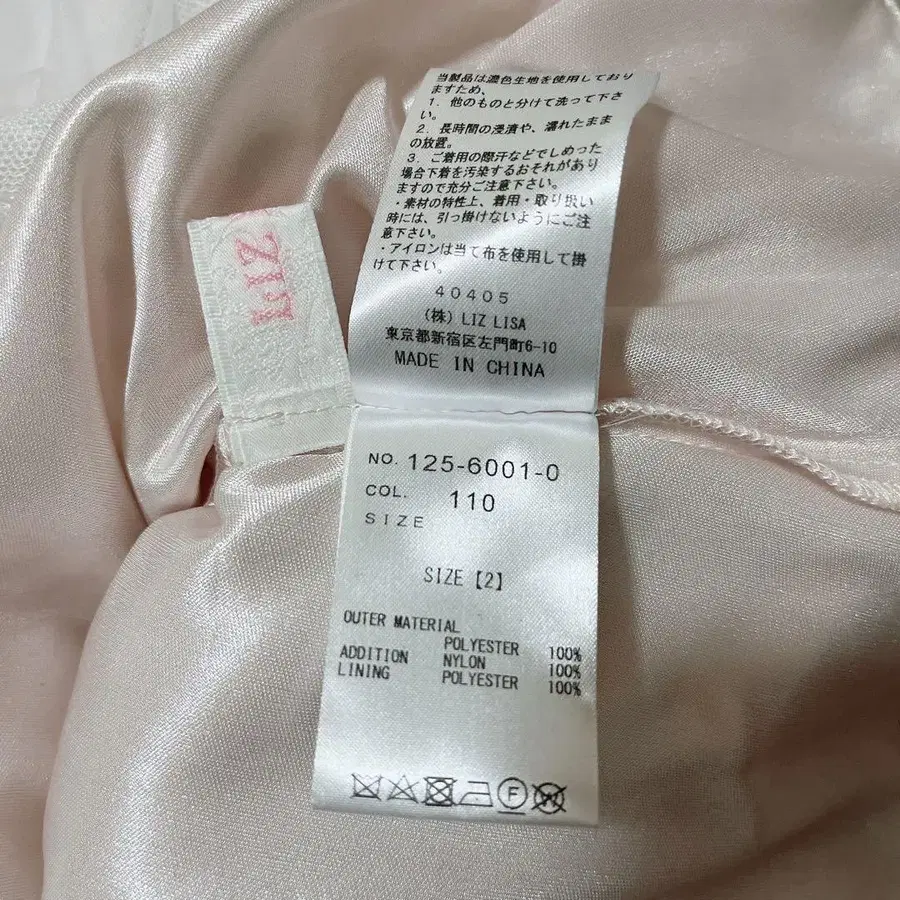 当製品は濃色生地を使用しており
ますため、
1. 他のものと分けて洗って下さ
い。
2. 長時間の浸漬や、濡れたまま
の放置。
3. ご着用の際汗などでしめった
場合下着を汚染するおそれがあり
ますので充分ご注意下さい。
・素材の特性上、着用・取り扱い
時には、引っ掛けないようにご注
意下さい。
・アイロンは当て布を使用して掛
けて下さい。
40405
(株) LIZ LISA
東京都新宿区左門町6-10
MADE IN CHINA
LIZ
NO. 125-6001-0
COL. 110
SIZE
SIZE【2】
OUTER MATERIAL
POLYESTER 100%
ADDITION NYLON 100%
LINING POLYESTER 100%
F W